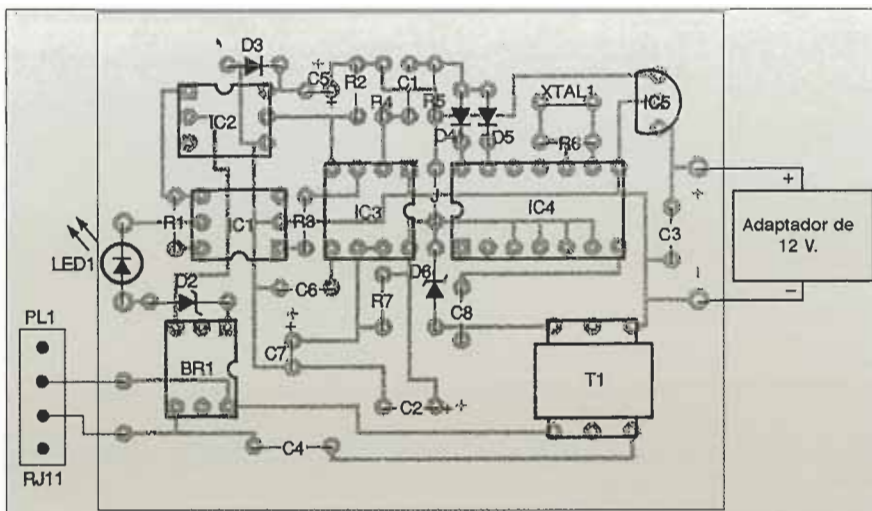 D3
C5
R2
C1
R4
R5
XTAL1
IC5
IC2
D4
D5
R6
+
Adaptador de
12 V.
−
R1
IC1
R3
IC3
J
IC4
C3
LED1
D2
C6
D6
R7
C8
PL1
BR1
C7
C2
T1
C4
RJ11